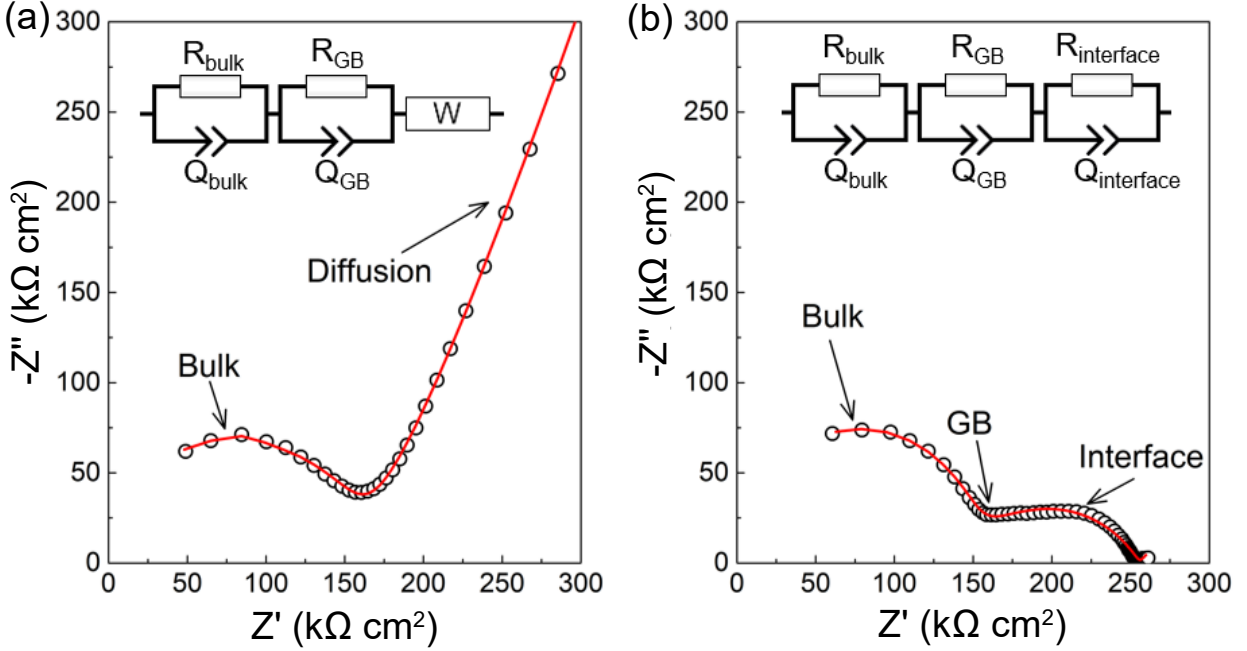 (a)
300
250
200
150
100
50
0
-Z'' (kΩ cm²)
R_bulk
R_GB
W
Q_bulk
Q_GB
Diffusion
Bulk
0 50 100 150 200 250 300
Z' (kΩ cm²)
(b)
300
250
200
150
100
50
0
-Z'' (kΩ cm²)
R_bulk
R_GB
R_interface
Q_bulk
Q_GB
Q_interface
Bulk
GB
Interface
0 50 100 150 200 250 300
Z' (kΩ cm²)